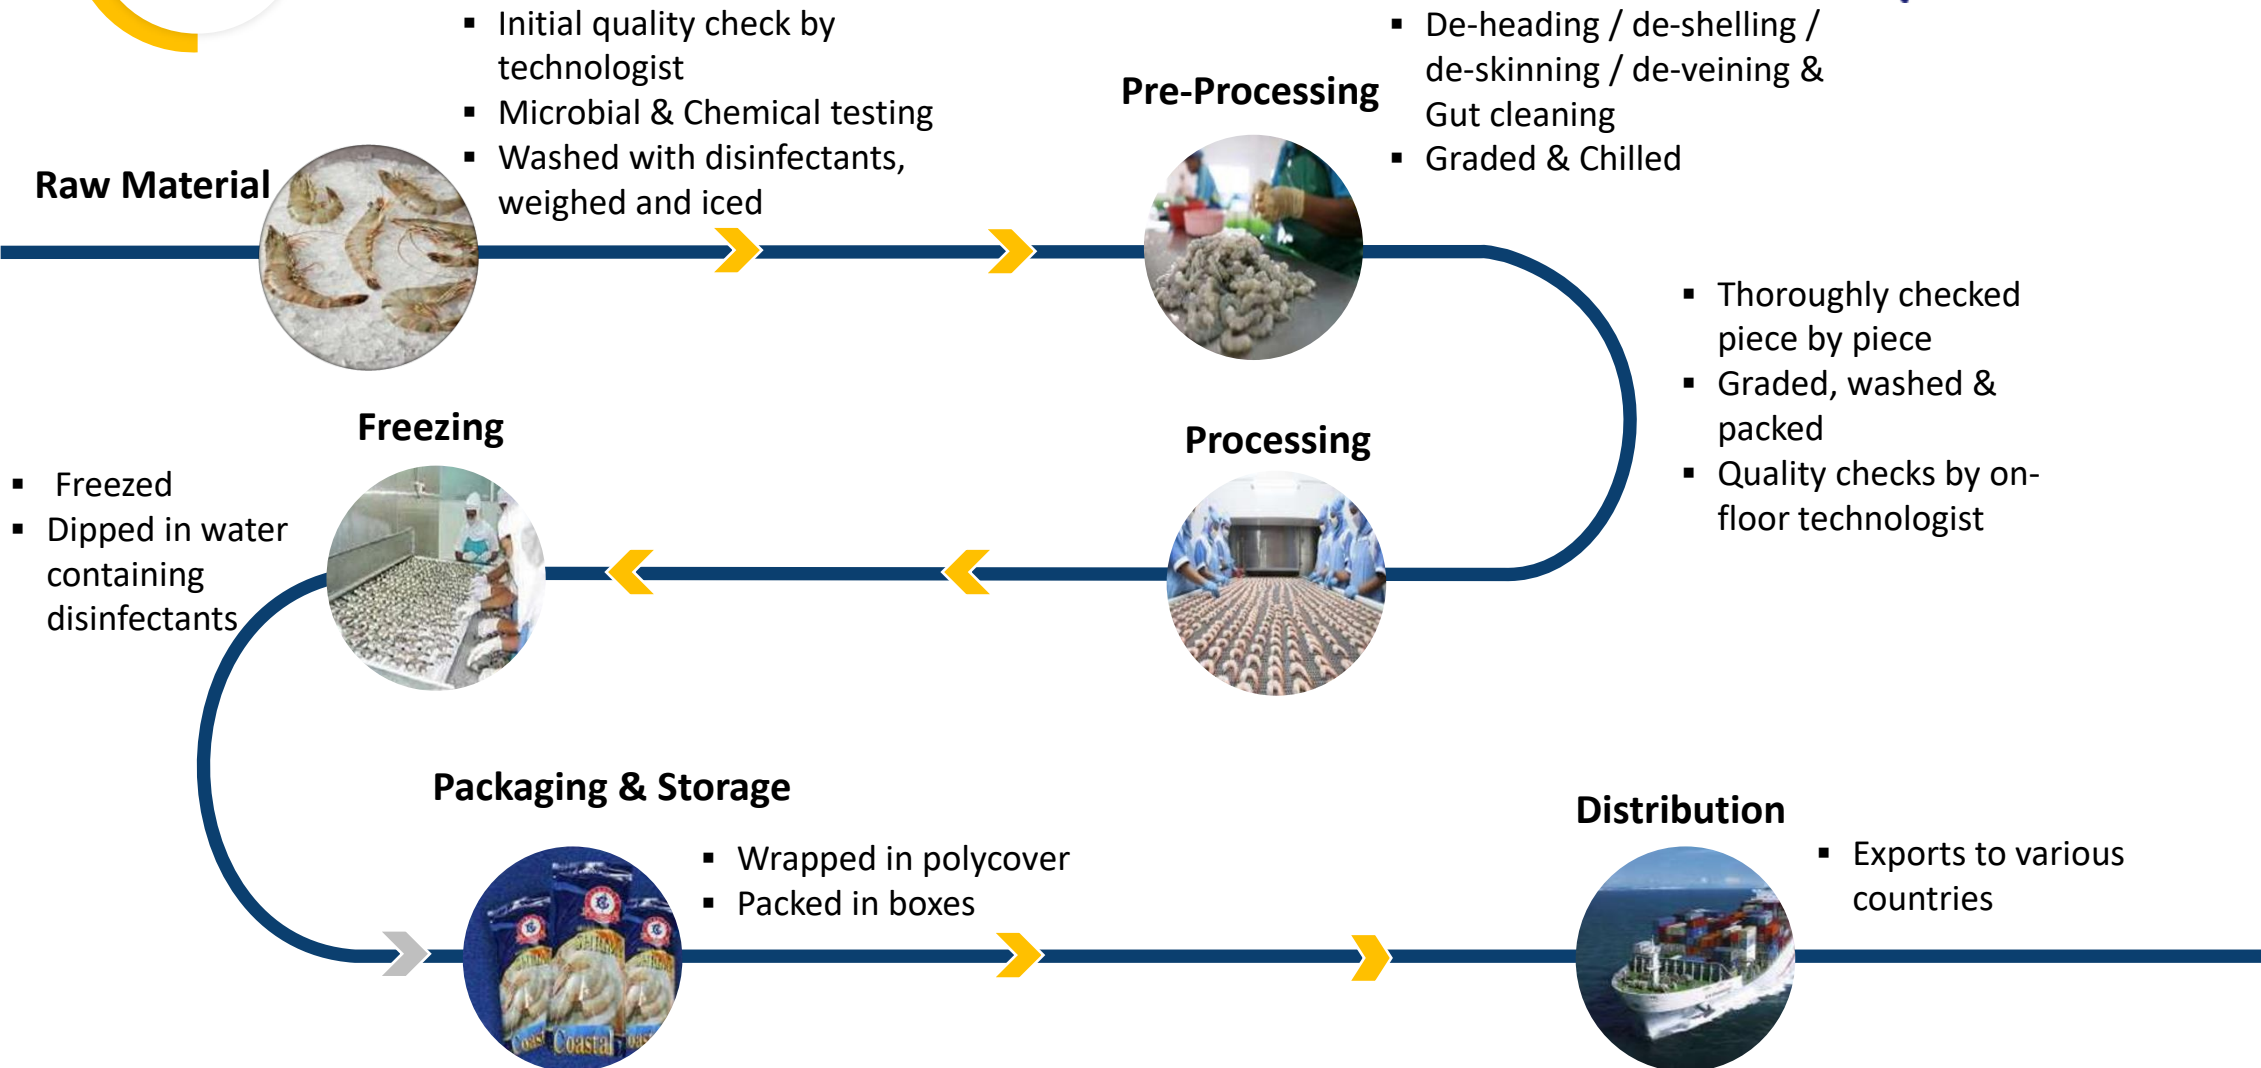 Raw Material
▪ Initial quality check by
technologist
▪ Microbial & Chemical testing
▪ Washed with disinfectants,
weighed and iced
Pre-Processing
▪ De-heading / de-shelling /
de-skinning / de-veining &
Gut cleaning
▪ Graded & Chilled
Processing
▪ Thoroughly checked
piece by piece
▪ Graded, washed &
packed
▪ Quality checks by on-
floor technologist
Freezing
▪ Freezed
▪ Dipped in water
containing
disinfectants
Packaging & Storage
▪ Wrapped in polycover
▪ Packed in boxes
Coastal
Distribution
▪ Exports to various
countries